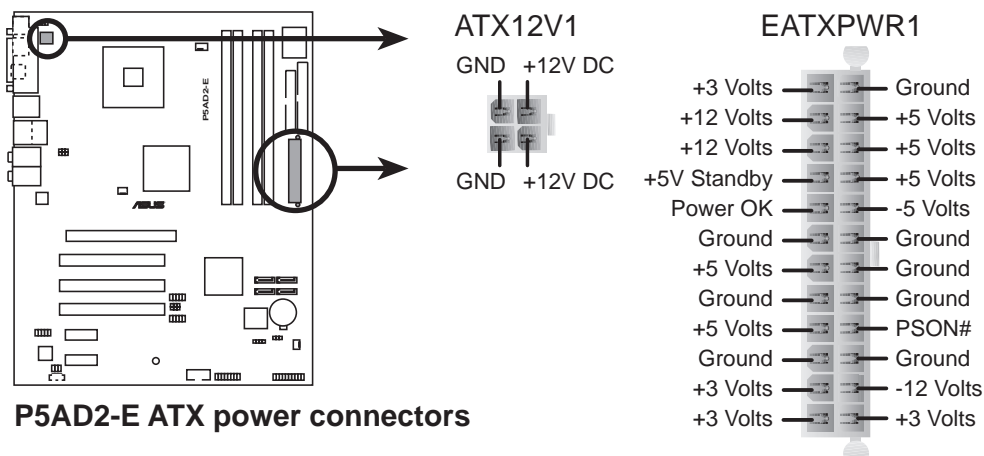 ATX12V1
GND +12V DC
GND +12V DC
EATXPWR1
+3 Volts Ground
+12 Volts +5 Volts
+12 Volts +5 Volts
+5V Standby +5 Volts
Power OK -5 Volts
Ground Ground
+5 Volts Ground
Ground Ground
+5 Volts PSON#
Ground Ground
+3 Volts -12 Volts
+3 Volts +3 Volts
P5AD2-E
ASUS
P5AD2-E ATX power connectors